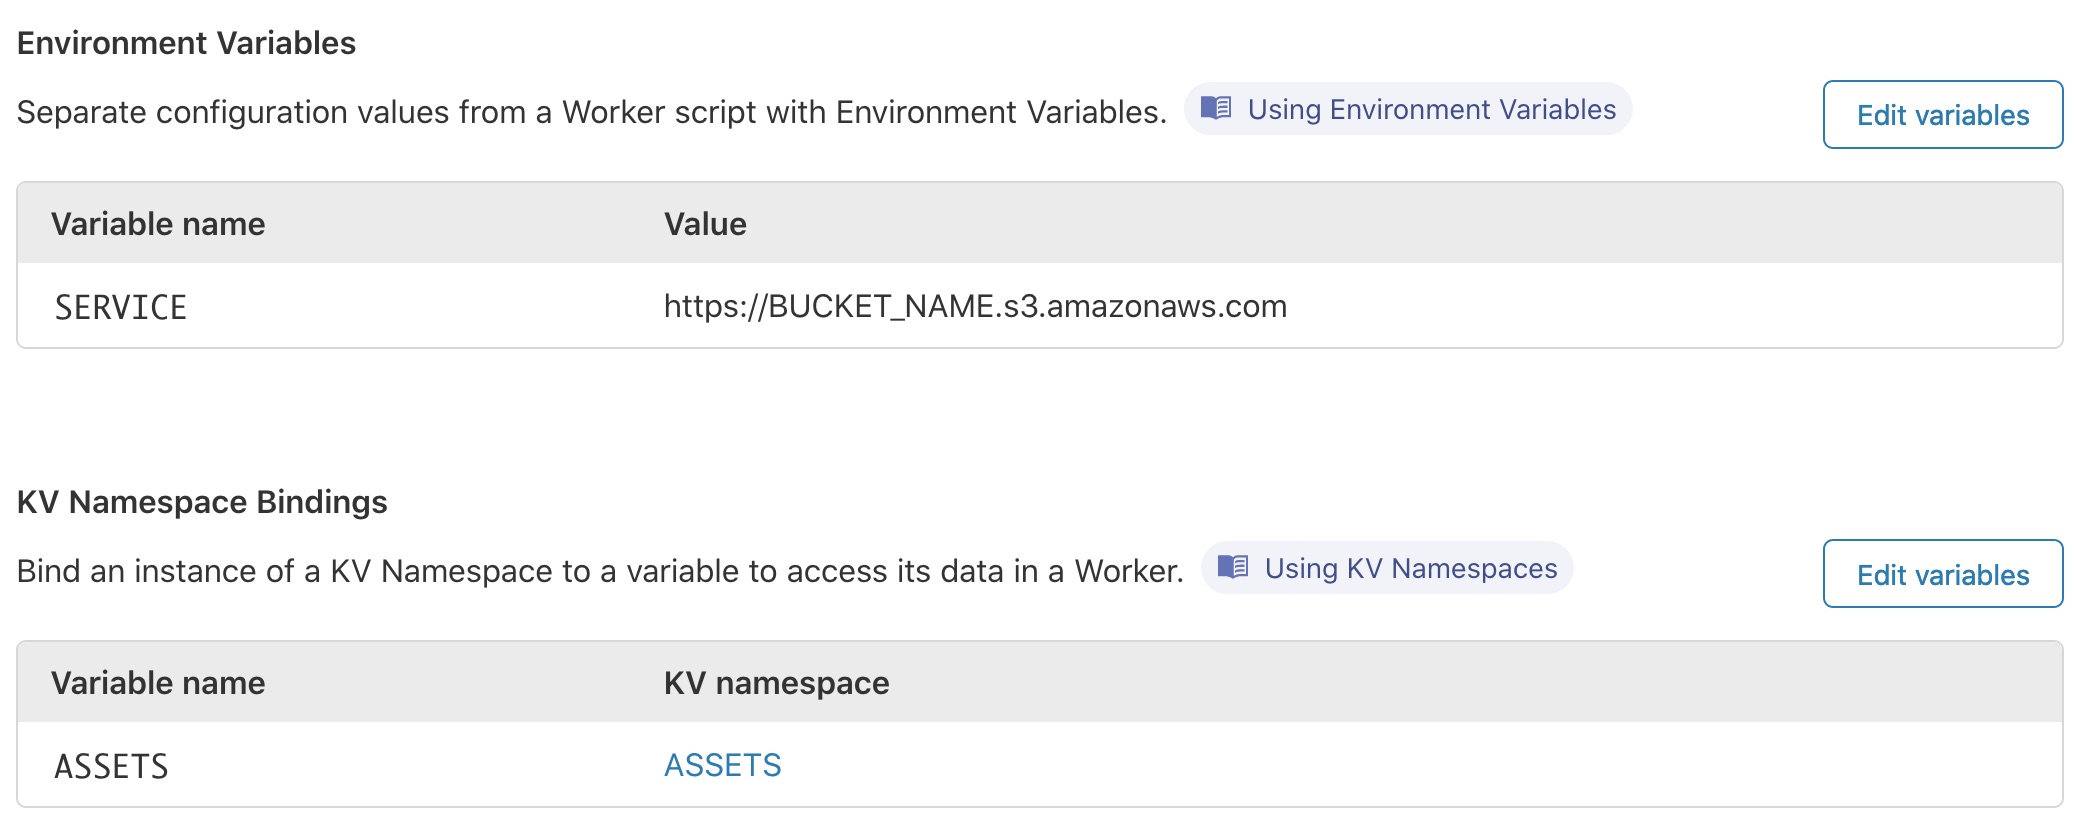 Environment Variables
Separate configuration values from a Worker script with Environment Variables. Using Environment Variables Edit variables
Variable name Value
SERVICE https://BUCKET_NAME.s3.amazonaws.com
KV Namespace Bindings
Bind an instance of a KV Namespace to a variable to access its data in a Worker. Using KV Namespaces Edit variables
Variable name KV namespace
ASSETS ASSETS